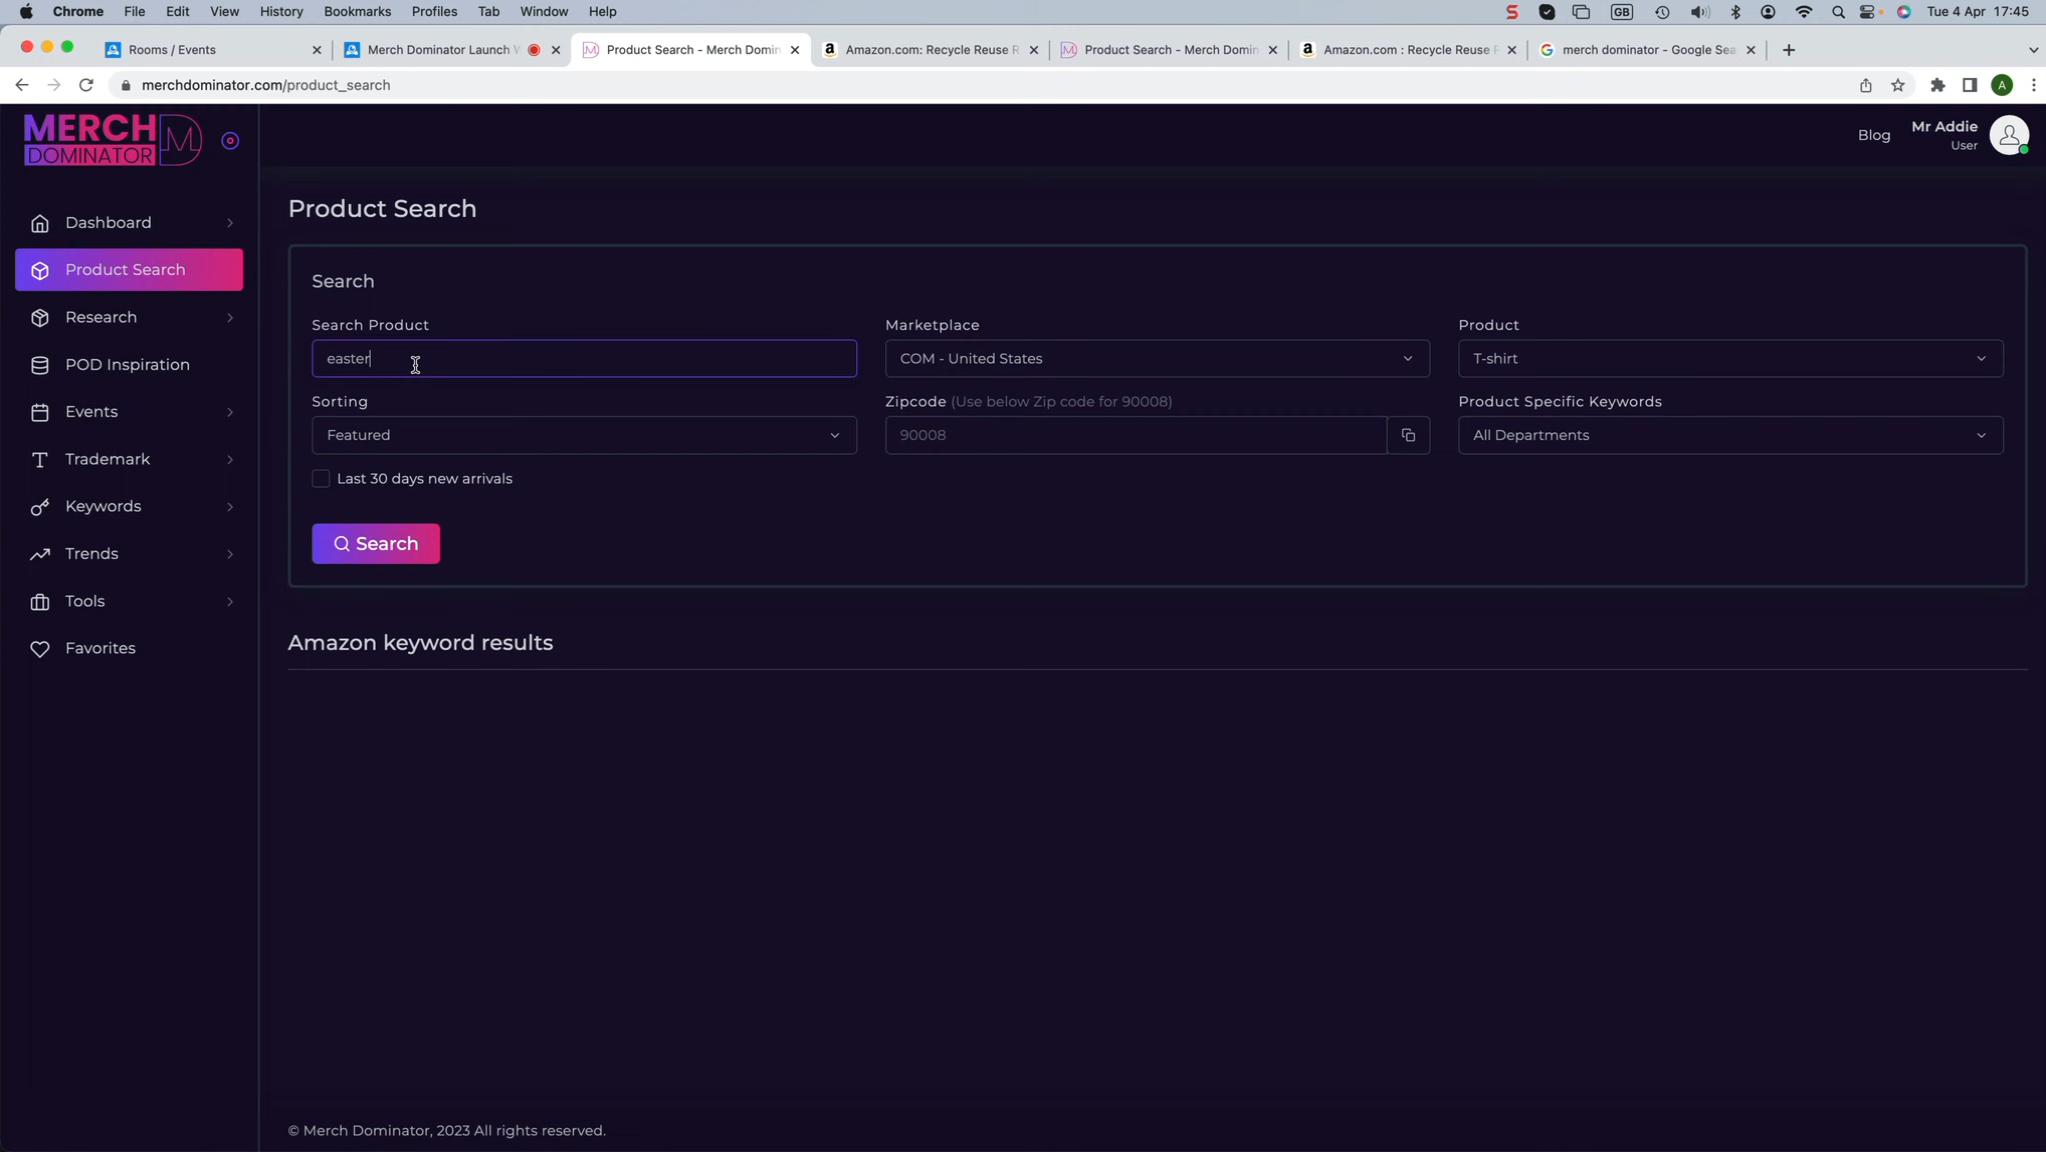 Chrome File Edit View History Bookmarks Profiles Tab Window Help S GB Tue 4 Apr 17:45
Rooms / Events
Merch Dominator Launch
Product Search - Merch Domin
Amazon.com: Recycle Reuse R
Product Search - Merch Domin
Amazon.com : Recycle Reuse
merch dominator - Google Sea
merchdominator.com/product_search A
MERCH
DOMINATOR
Blog
Mr Addie
User
Dashboard
Product Search
Research
POD Inspiration
Events
Trademark
Keywords
Trends
Tools
Favorites
Product Search
Search
Search Product Marketplace Product
easter COM - United States T-shirt
Sorting Zipcode (Use below Zip code for 90008) Product Specific Keywords
Featured 90008 All Departments
Last 30 days new arrivals
Search
Amazon keyword results
© Merch Dominator, 2023 All rights reserved.